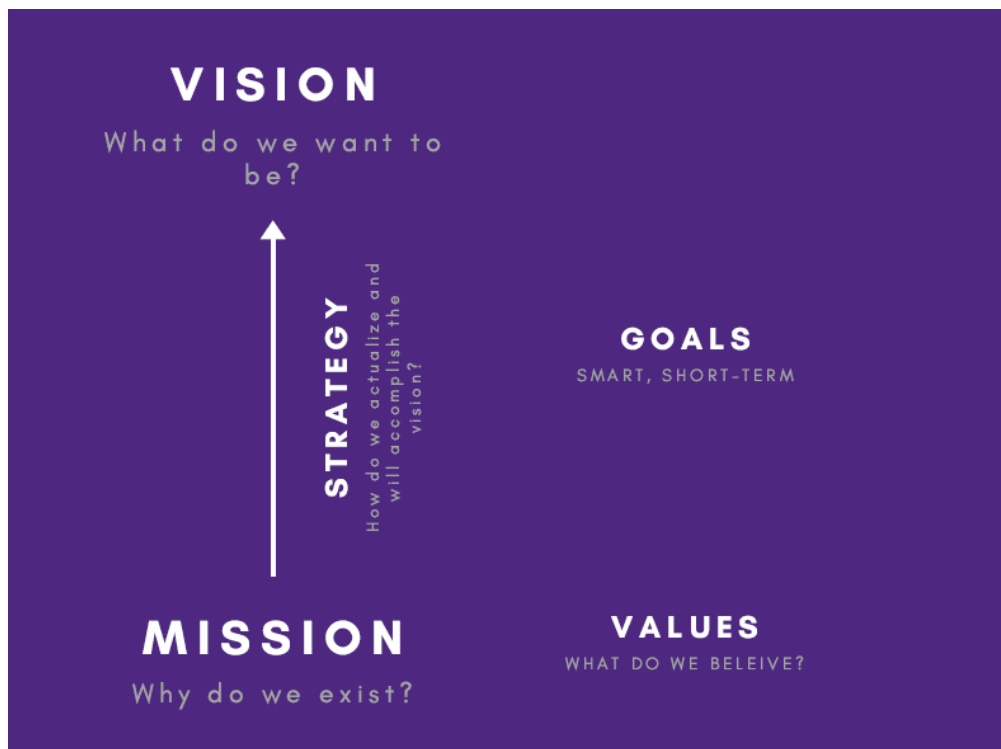 VISION
What do we want to
be?
STRATEGY
How do we actualize and
will accomplish the
vision?
GOALS
SMART, SHORT-TERM
MISSION
Why do we exist?
VALUES
WHAT DO WE BELEIVE?